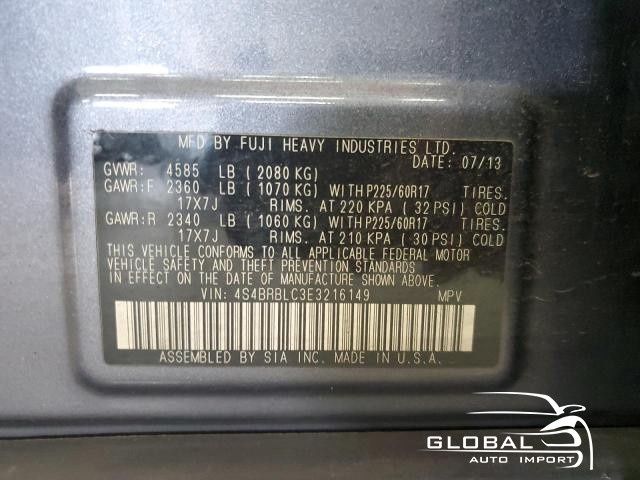 MFD BY FUJI HEAVY INDUSTRIES LTD.
DATE: 07/13
GVWR: 4585 LB ( 2080 KG)
GAWR:F 2360 LB ( 1070 KG) WITH P225/60R17 TIRES.
17X7J RIMS. AT 220 KPA ( 32 PSI) COLD
GAWR:R 2340 LB ( 1060 KG) WITH P225/60R17 TIRES.
17X7J RIMS. AT 210 KPA ( 30 PSI) COLD
THIS VEHICLE CONFORMS TO ALL APPLICABLE FEDERAL MOTOR
VEHICLE SAFETY AND THEFT PREVENTION STANDARDS
IN EFFECT ON THE DATE OF MANUFACTURE SHOWN ABOVE.
VIN: 4S4BRBLC3E3216149 MPV
ASSEMBLED BY SIA INC. MADE IN U.S.A.
GLOBAL
AUTO IMPORT